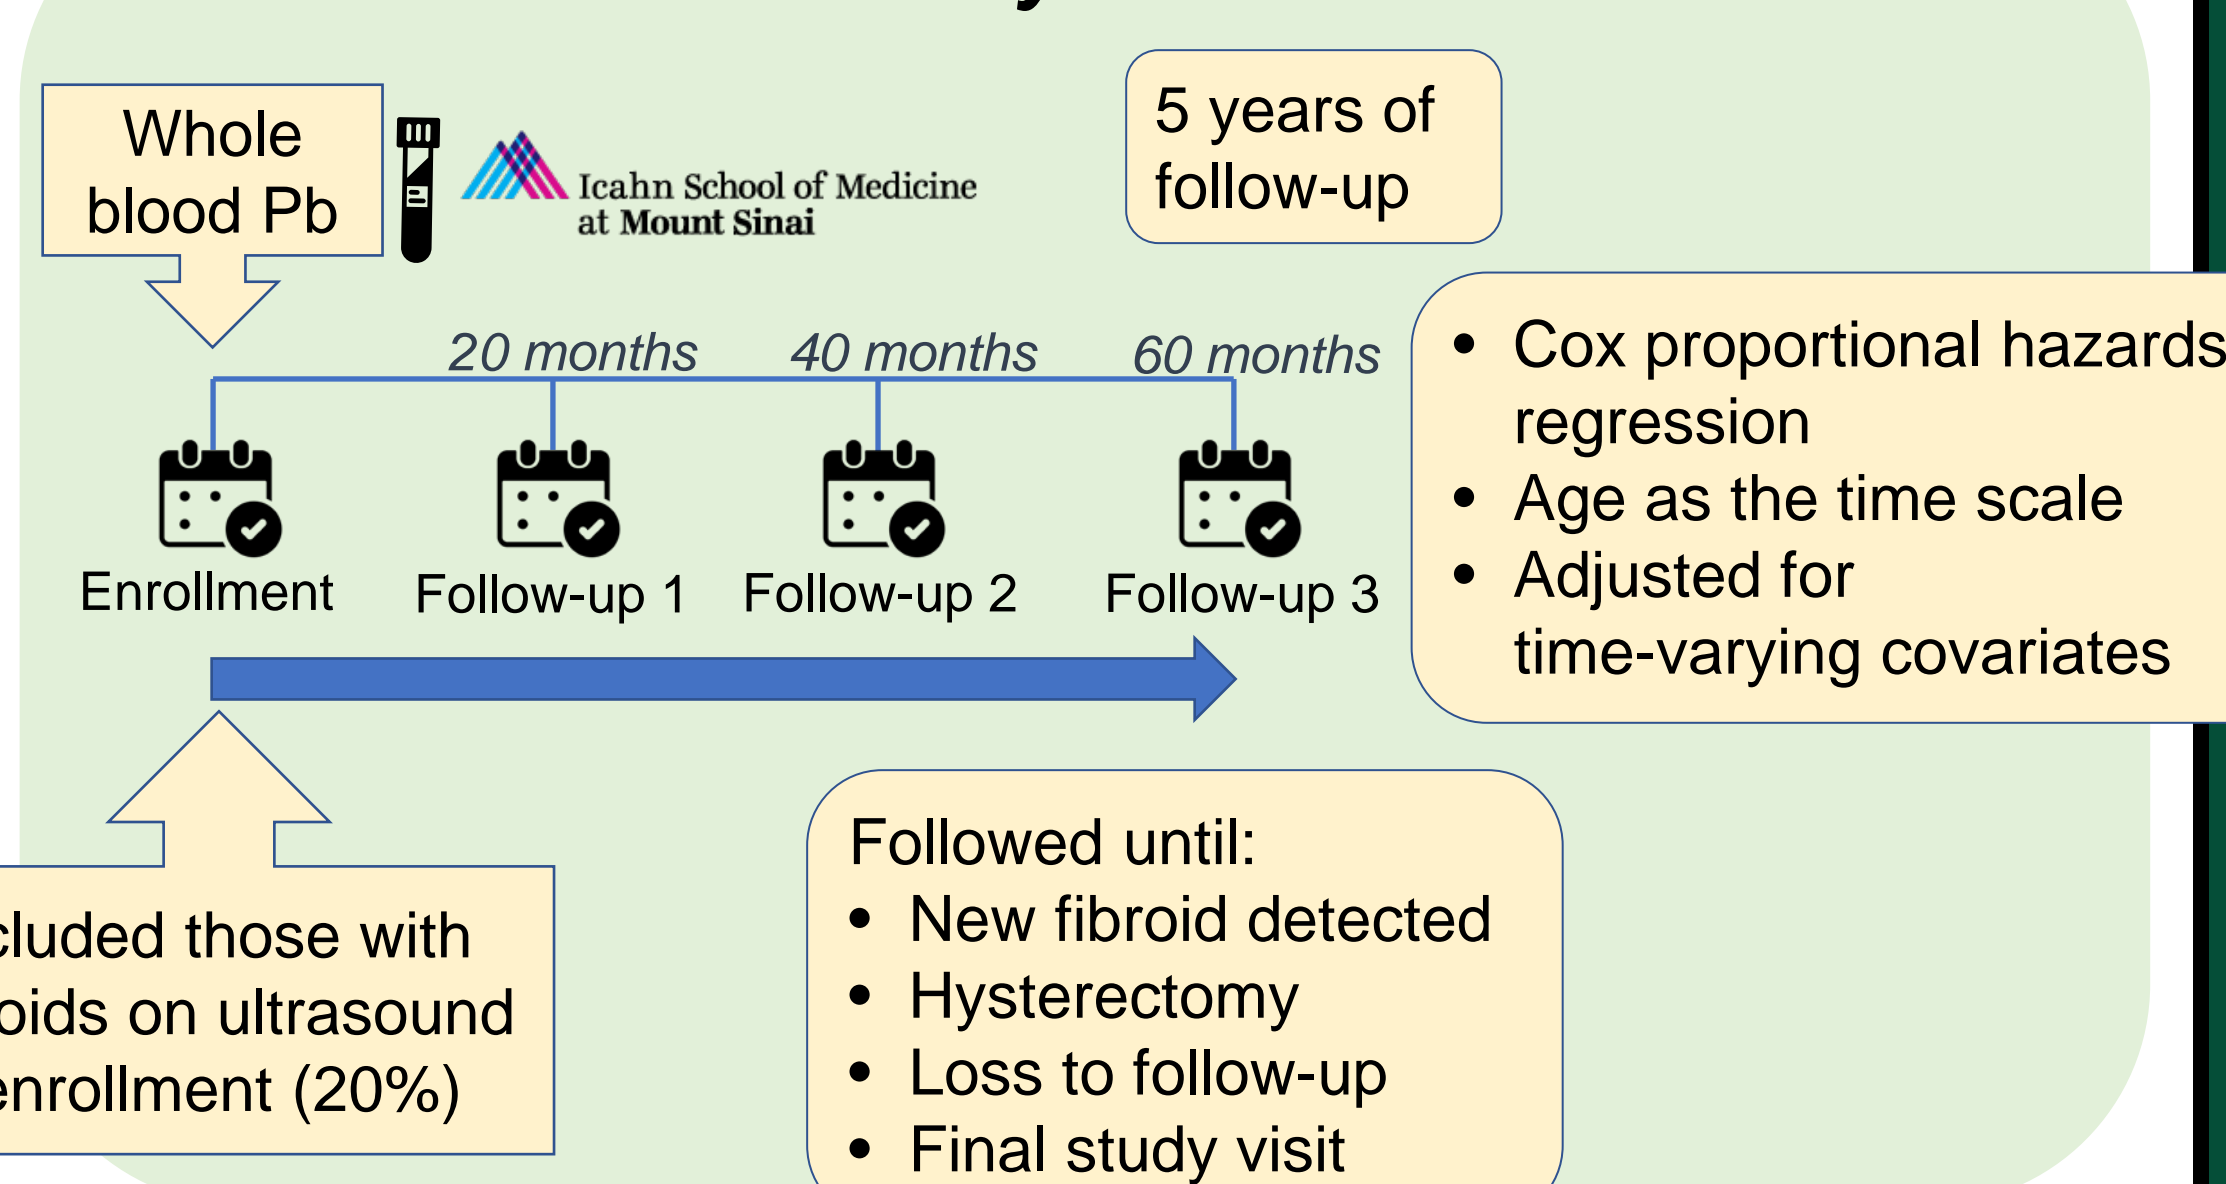 Whole
blood Pb
Icahn School of Medicine
at Mount Sinai
5 years of
follow-up
20 months
40 months
60 months
Enrollment
Follow-up 1
Follow-up 2
Follow-up 3
• Cox proportional hazards
regression
• Age as the time scale
• Adjusted for
time-varying covariates
those with
on ultrasound
enrollment (20%)
Followed until:
• New fibroid detected
• Hysterectomy
• Loss to follow-up
• Final study visit